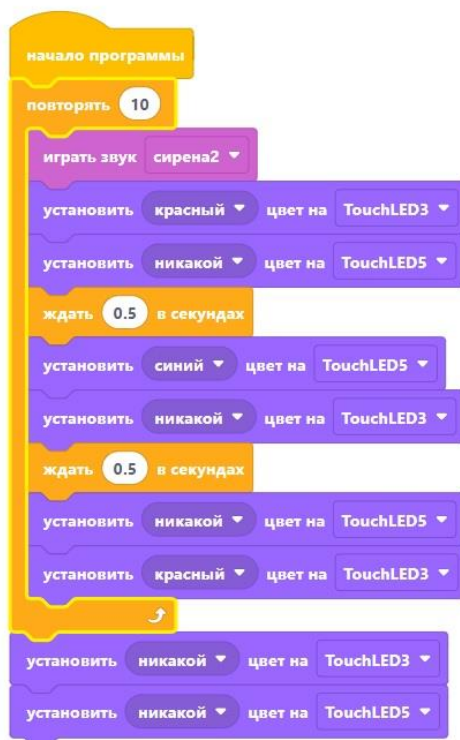 начало программы
повторять 10
играть звук сирена2
установить красный цвет на TouchLED3
установить никакой цвет на TouchLED5
ждать 0.5 в секундах
установить синий цвет на TouchLED5
установить никакой цвет на TouchLED3
ждать 0.5 в секундах
установить никакой цвет на TouchLED5
установить красный цвет на TouchLED3
установить никакой цвет на TouchLED3
установить никакой цвет на TouchLED5